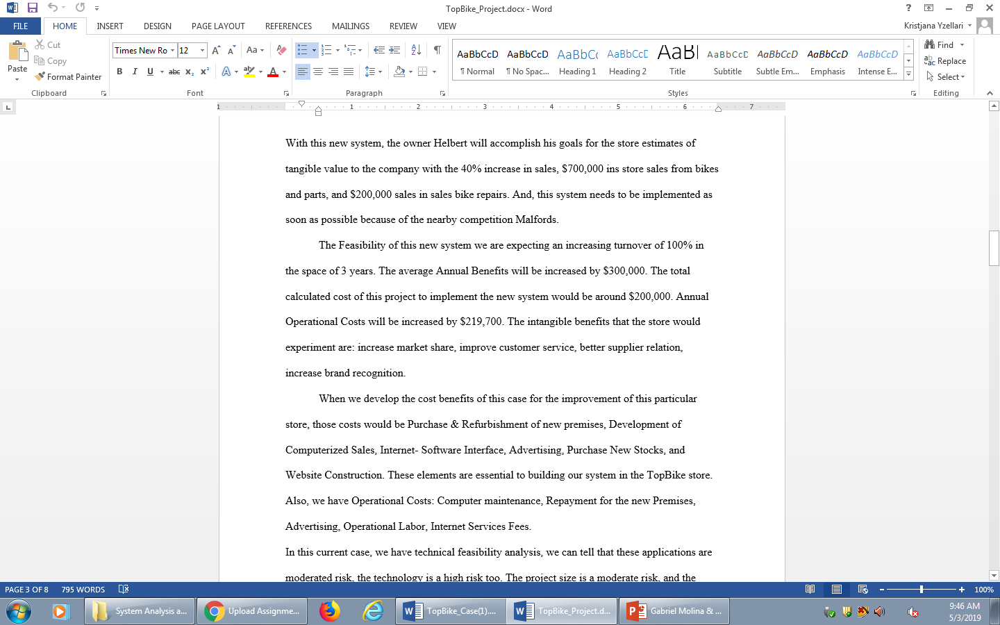 TopBike_Project.docx - Word
FILE HOME INSERT DESIGN PAGE LAYOUT REFERENCES MAILINGS REVIEW VIEW Kristjana Yzellari
Paste Cut Copy Format Painter
Clipboard
Times New Ro 12
Font
Paragraph
AaBbCcD AaBbCcD AaBbCc AaBbCcD AaB AaBbCcD AaBbCcD AaBbCcD AaBbCcD
¶ Normal ¶ No Spac... Heading 1 Heading 2 Title Subtitle Subtle Em... Emphasis Intense E...
Styles
Find
Replace
Select
Editing
1 1 2 3 4 5 6 7
With this new system, the owner Helbert will accomplish his goals for the store estimates of
tangible value to the company with the 40% increase in sales, $700,000 ins store sales from bikes
and parts, and $200,000 sales in sales bike repairs. And, this system needs to be implemented as
soon as possible because of the nearby competition Malfords.
The Feasibility of this new system we are expecting an increasing turnover of 100% in
the space of 3 years. The average Annual Benefits will be increased by $300,000. The total
calculated cost of this project to implement the new system would be around $200,000. Annual
Operational Costs will be increased by $219,700. The intangible benefits that the store would
experiment are: increase market share, improve customer service, better supplier relation,
increase brand recognition.
When we develop the cost benefits of this case for the improvement of this particular
store, those costs would be Purchase & Refurbishment of new premises, Development of
Computerized Sales, Internet- Software Interface, Advertising, Purchase New Stocks, and
Website Construction. These elements are essential to building our system in the TopBike store.
Also, we have Operational Costs: Computer maintenance, Repayment for the new Premises,
Advertising, Operational Labor, Internet Services Fees.
In this current case, we have technical feasibility analysis, we can tell that these applications are
moderated risk, the technology is a high risk too. The project size is a moderate risk, and the
PAGE 3 OF 8 795 WORDS 100%
System Analysis a... Upload Assignme... TopBike_Case(1).... TopBike_Project.d... Gabriel Molina & ...
9:46 AM
5/3/2019